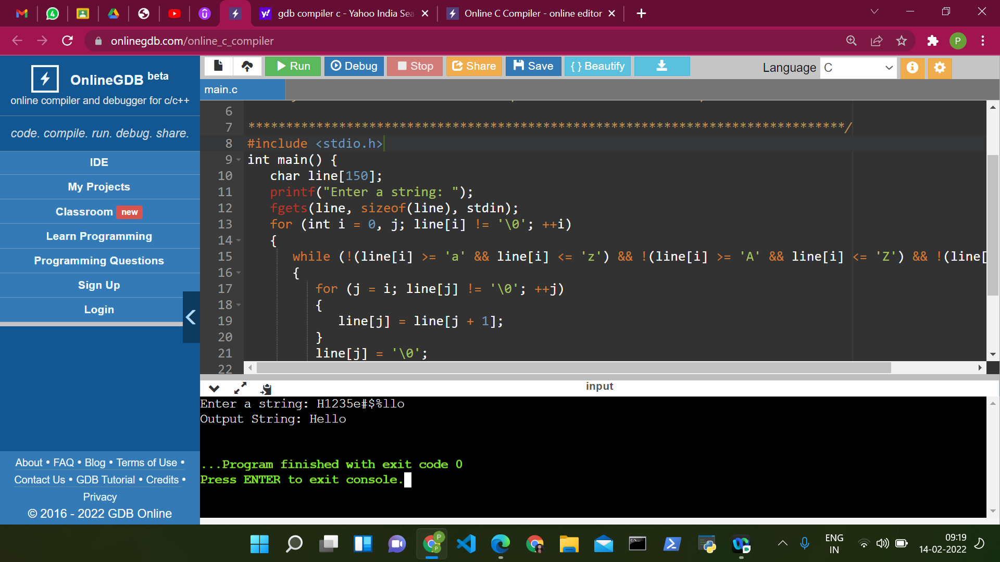 gdb compiler c - Yahoo India Sea
Online C Compiler - online editor
onlinegdb.com/online_c_compiler
P
OnlineGDB beta
online compiler and debugger for c/c++
code. compile. run. debug. share.
IDE
My Projects
Classroom new
Learn Programming
Programming Questions
Sign Up
Login
About • FAQ • Blog • Terms of Use •
Contact Us • GDB Tutorial • Credits •
Privacy
© 2016 - 2022 GDB Online
Run Debug Stop Share Save { } Beautify Language C
main.c
6
7 *******************************************************************************/
8 #include <stdio.h>
9 int main() {
10 char line[150];
11 printf("Enter a string: ");
12 fgets(line, sizeof(line), stdin);
13 for (int i = 0, j; line[i] != '\0'; ++i)
14 {
15 while (!(line[i] >= 'a' && line[i] <= 'z') && !(line[i] >= 'A' && line[i] <= 'Z') && !(line[
16 {
17 for (j = i; line[j] != '\0'; ++j)
18 {
19 line[j] = line[j + 1];
20 }
21 line[j] = '\0';
22
input
Enter a string: H1235e#$%llo
Output String: Hello
...Program finished with exit code 0
Press ENTER to exit console.
ENG
IN
09:19
14-02-2022